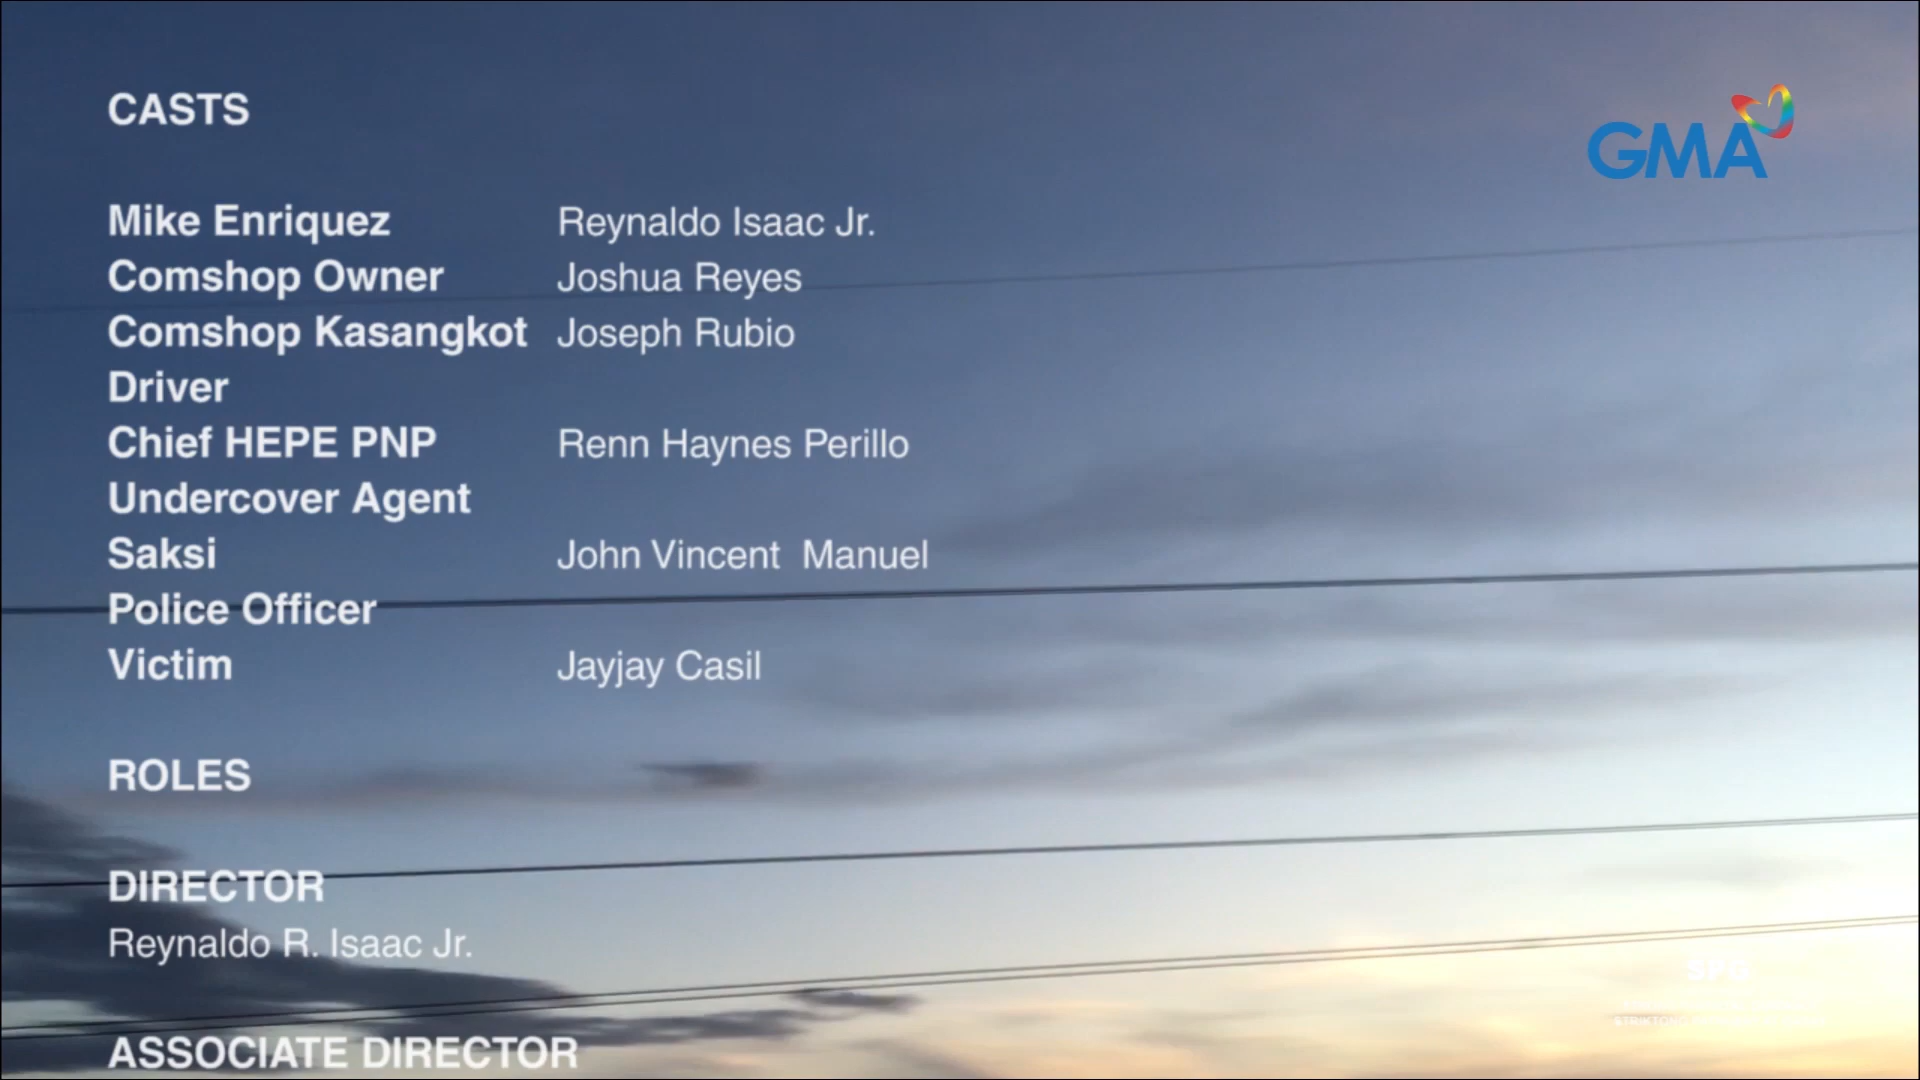 CASTS
GMA
Mike Enriquez Reynaldo Isaac Jr.
Comshop Owner Joshua Reyes
Comshop Kasangkot Joseph Rubio
Driver
Chief HEPE PNP Renn Haynes Perillo
Undercover Agent
Saksi John Vincent  Manuel
Police Officer
Victim Jayjay Casil
ROLES
DIRECTOR
Reynaldo R. Isaac Jr.
SPG
ASSOCIATE DIRECTOR